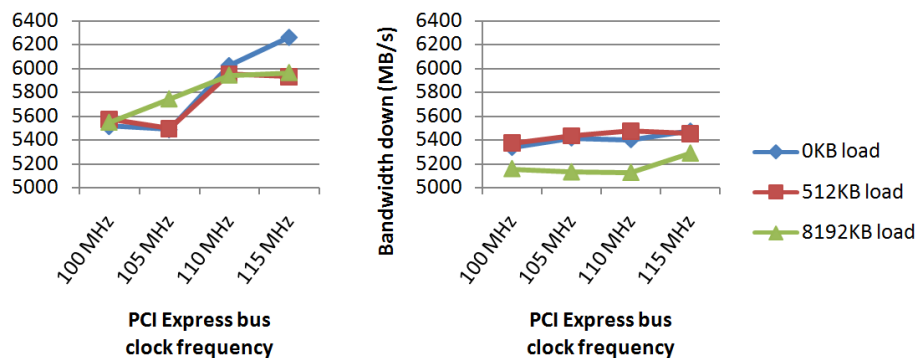 6400
6200
6000
5800
5600
5400
5200
5000
100 MHz
105 MHz
110 MHz
115 MHz
PCI Express bus
clock frequency
Bandwidth down (MB/s)
6400
6200
6000
5800
5600
5400
5200
5000
100 MHz
105 MHz
110 MHz
115 MHz
PCI Express bus
clock frequency
0KB load
512KB load
8192KB load